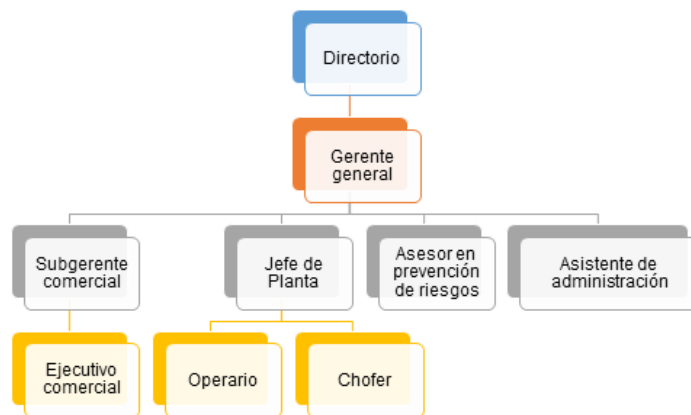 Directorio
Gerente
general
Subgerente
comercial
Jefe de
Planta
Asesor en
prevención
de riesgos
Asistente de
administración
Ejecutivo
comercial
Operario
Chofer